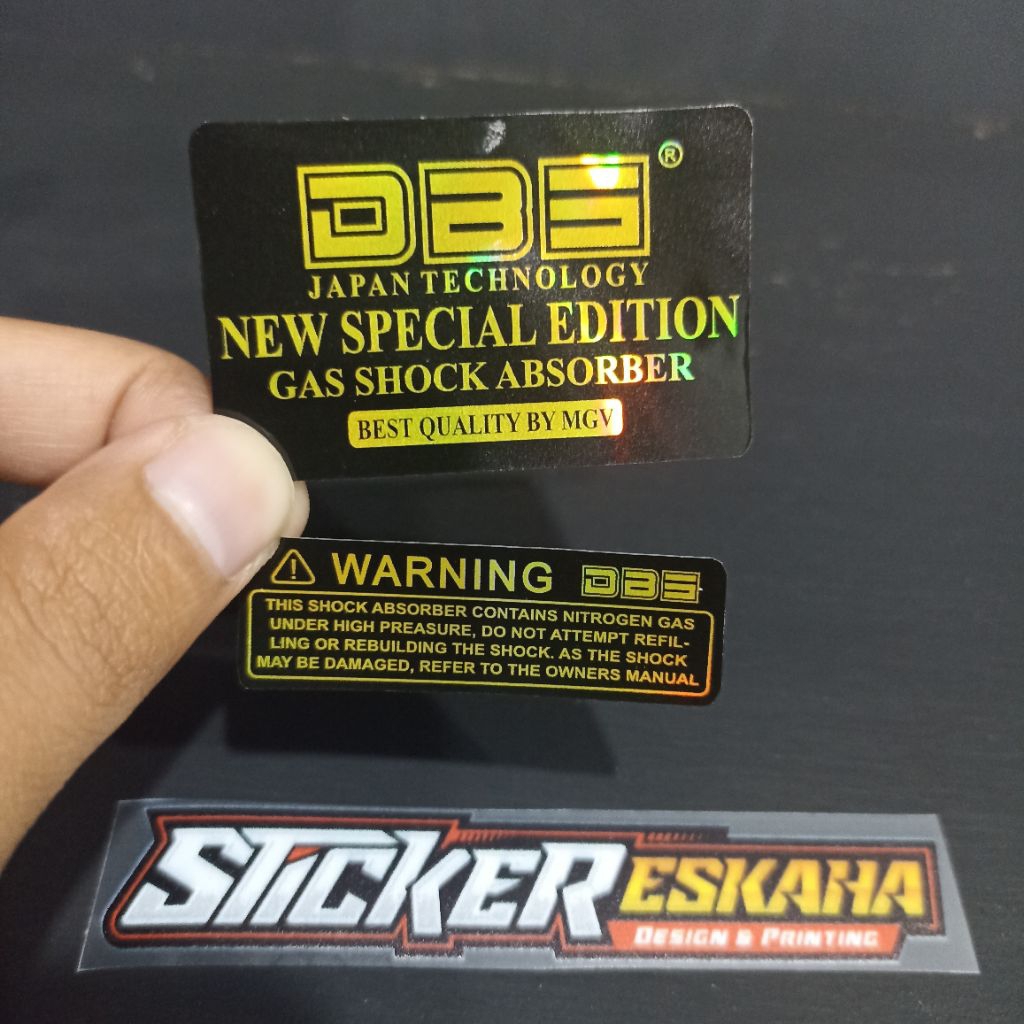 DBS®
JAPAN TECHNOLOGY
NEW SPECIAL EDITION
GAS SHOCK ABSORBER
BEST QUALITY BY MGV
WARNING DBS
THIS SHOCK ABSORBER CONTAINS NITROGEN GAS
UNDER HIGH PREASURE, DO NOT ATTEMPT REFIL-
LING OR REBUILDING THE SHOCK. AS THE SHOCK
MAY BE DAMAGED, REFER TO THE OWNERS MANUAL
STICKER ESKAHA
DESIGN & PRINTING